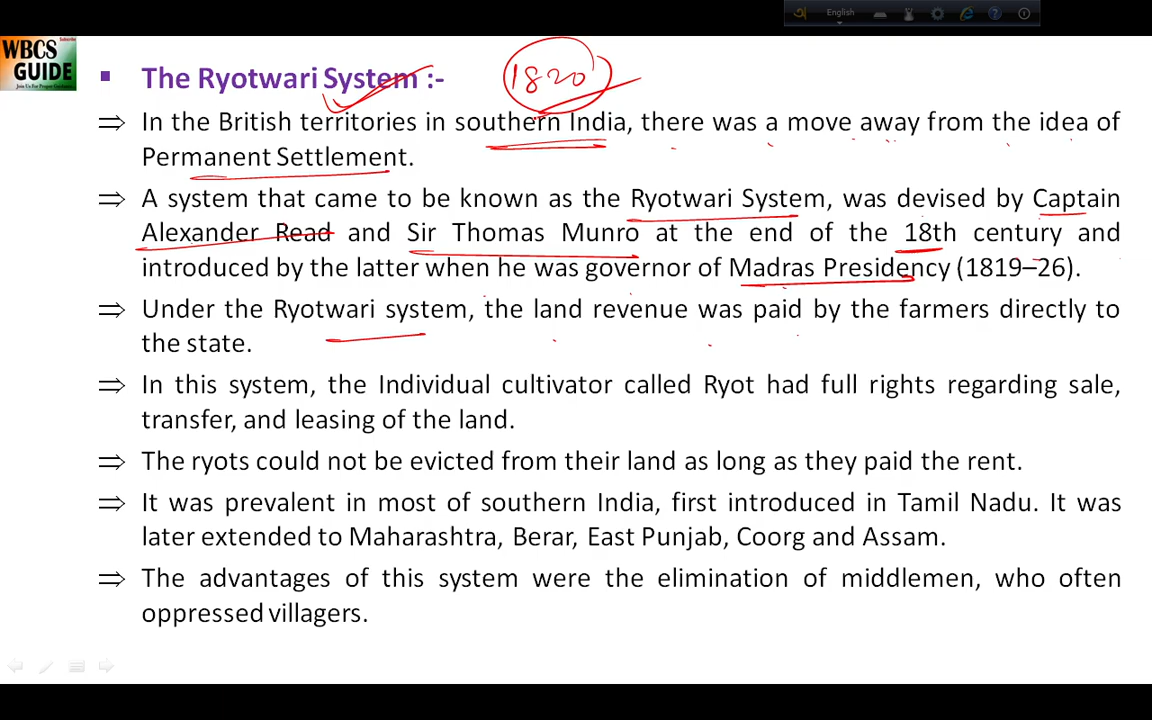 English
WBCS
GUIDE
The Ryotwari System :-
1820
⇒ In the British territories in southern India, there was a move away from the idea of
Permanent Settlement.
⇒ A system that came to be known as the Ryotwari System, was devised by Captain
Alexander Read and Sir Thomas Munro at the end of the 18th century and
introduced by the latter when he was governor of Madras Presidency (1819–26).
⇒ Under the Ryotwari system, the land revenue was paid by the farmers directly to
the state.
⇒ In this system, the Individual cultivator called Ryot had full rights regarding sale,
transfer, and leasing of the land.
⇒ The ryots could not be evicted from their land as long as they paid the rent.
⇒ It was prevalent in most of southern India, first introduced in Tamil Nadu. It was
later extended to Maharashtra, Berar, East Punjab, Coorg and Assam.
⇒ The advantages of this system were the elimination of middlemen, who often
oppressed villagers.